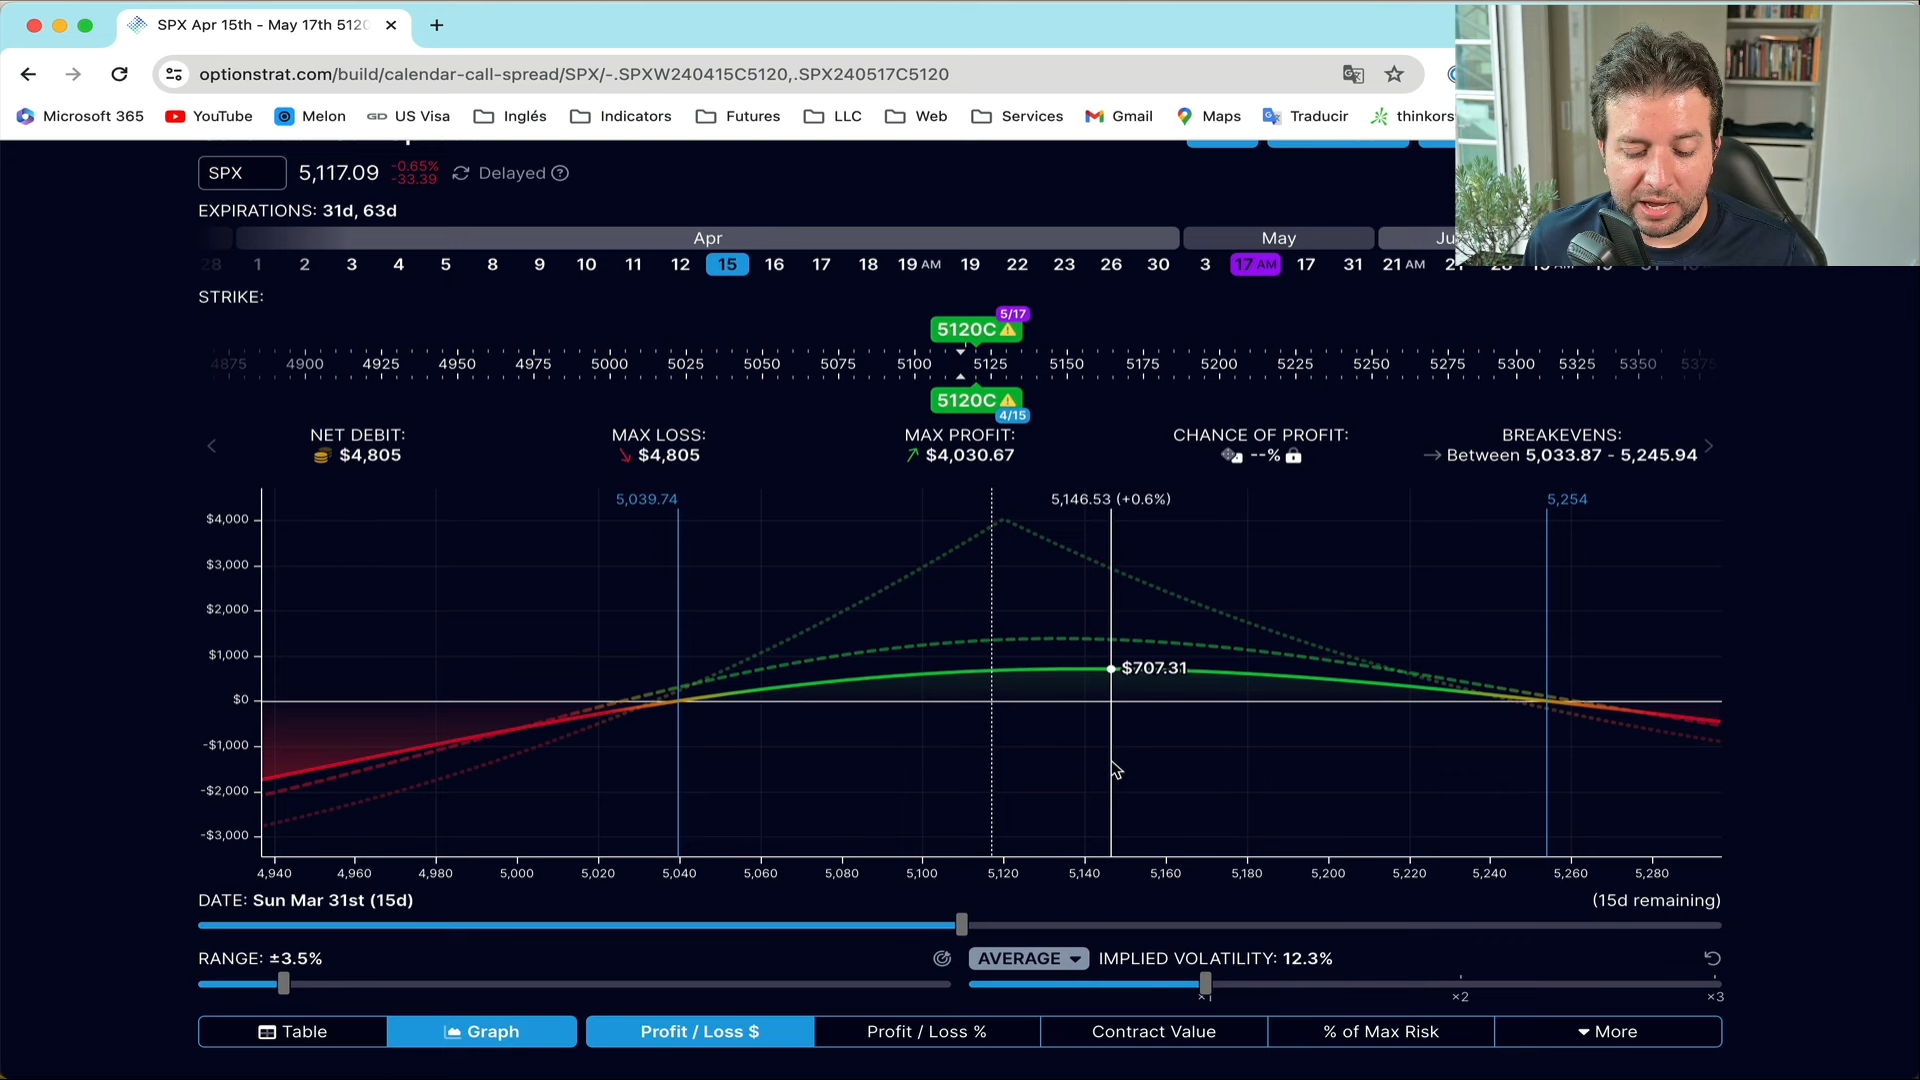 SPX Apr 15th - May 17th 5120
optionstrat.com/build/calendar-call-spread/SPX/-.SPXW240415C5120,.SPX240517C5120
Microsoft 365 YouTube Melon GD US Visa Inglés Indicators Futures LLC Web Services Gmail Maps Traducir thinkors
SPX 5,117.09 -0.65% -33.39 Delayed ?
EXPIRATIONS: 31d, 63d
Apr May Ju
28 1 2 3 4 5 8 9 10 11 12 15 16 17 18 19 AM 19 22 23 26 30 3 17 AM 17 31 21 AM
STRIKE:
5/17
5120C
4875 4900 4925 4950 4975 5000 5025 5050 5075 5100 5125 5150 5175 5200 5225 5250 5275 5300 5325 5350 5375
5120C
4/15
NET DEBIT: MAX LOSS: MAX PROFIT: CHANCE OF PROFIT: BREAKEVENS:
$4,805 $4,805 $4,030.67 --% Between 5,033.87 - 5,245.94
5,039.74 5,146.53 (+0.6%) 5,254
$4,000
$3,000
$2,000
$1,000
$707.31
$0
-$1,000
-$2,000
-$3,000
4,940 4,960 4,980 5,000 5,020 5,040 5,060 5,080 5,100 5,120 5,140 5,160 5,180 5,200 5,220 5,240 5,260 5,280
DATE: Sun Mar 31st (15d) (15d remaining)
RANGE: ±3.5% AVERAGE IMPLIED VOLATILITY: 12.3%
×1 ×2 ×3
Table Graph Profit / Loss $ Profit / Loss % Contract Value % of Max Risk More